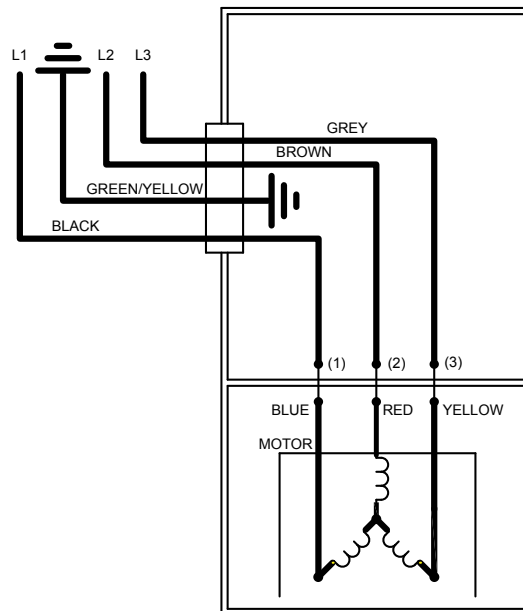 L1 L2 L3
GREY
BROWN
GREEN/YELLOW
BLACK
(1) (2) (3)
BLUE RED YELLOW
MOTOR